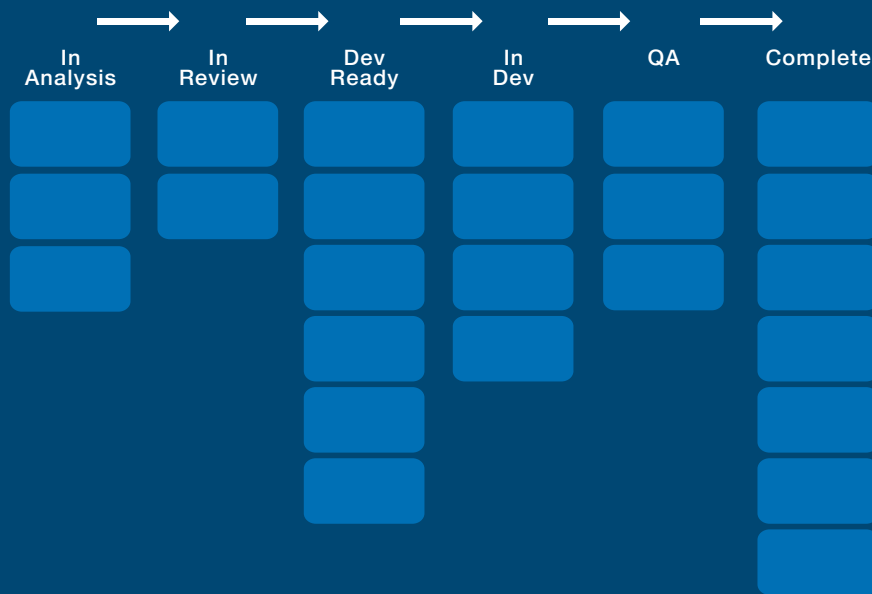 In
Analysis
In
Review
Dev
Ready
In
Dev
QA
Complete